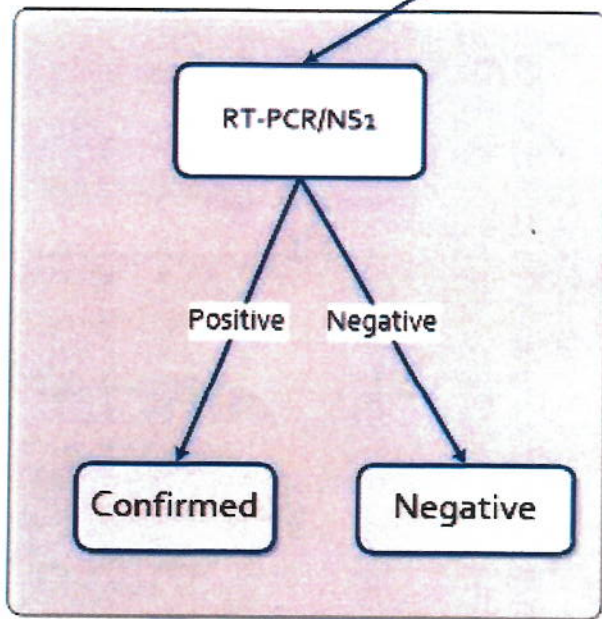 RT-PCR/NS1
Positive
Negative
Confirmed
Negative